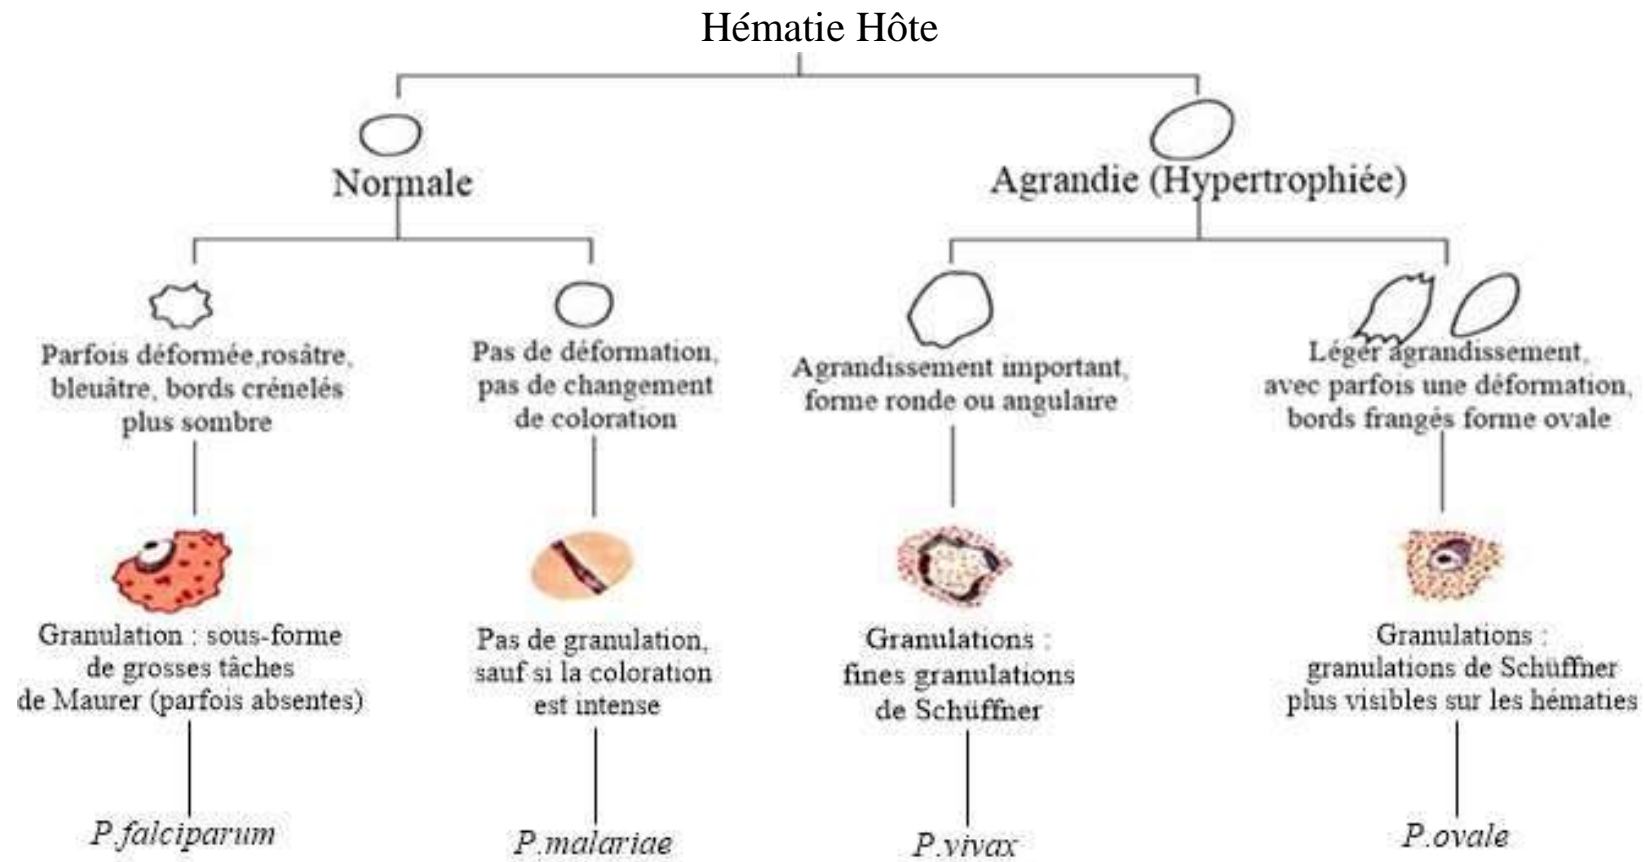 Hématie Hôte
Normale
Agrandie (Hypertrophiée)
Parfois déformée,rosâtre,
bleuâtre, bords crénelés
plus sombre
Pas de déformation,
pas de changement
de coloration
Agrandissement important,
forme ronde ou angulaire
Léger agrandissement,
avec parfois une déformation,
bords frangés forme ovale
Granulation : sous-forme
de grosses tâches
de Maurer (parfois absentes)
Pas de granulation,
sauf si la coloration
est intense
Granulations :
fines granulations
de Schüffner
Granulations :
granulations de Schüffner
plus visibles sur les hématies
P.falciparum
P.malariae
P.vivax
P.ovale